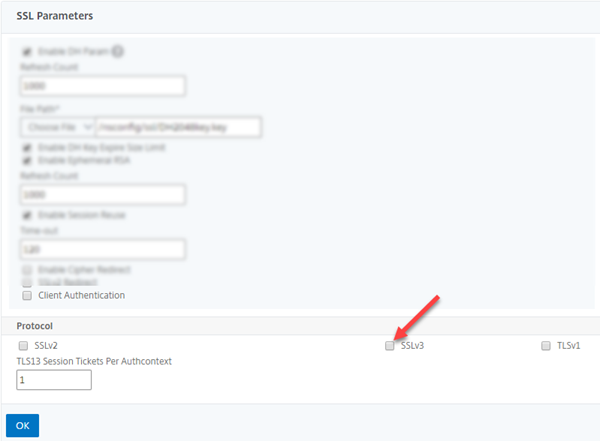 SSL Parameters
Enable DH Param
Refresh Count
1000
File Path*
Choose File /nsconfig/ssl/DH2048key.key
Enable DH Key Expire Size Limit
Enable Ephemeral RSA
Refresh Count
1000
Enable Session Reuse
Time-out
120
Enable Cipher Redirect
SSLv2 Redirect
Client Authentication
Protocol
SSLv2 SSLv3 TLSv1
TLS13 Session Tickets Per Authcontext
1
OK